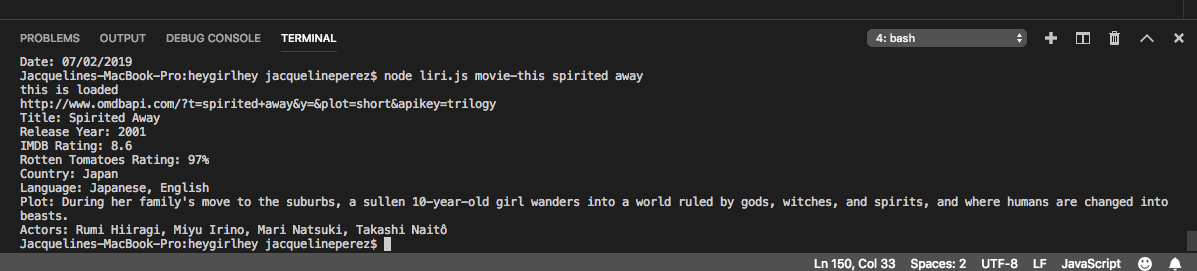 PROBLEMS OUTPUT DEBUG CONSOLE TERMINAL 4: bash
Date: 07/02/2019
Jacquelines-MacBook-Pro:heygirlhey jacquelineperez$ node liri.js movie-this spirited away
this is loaded
http://www.omdbapi.com/?t=spirited+away&y=&plot=short&apikey=trilogy
Title: Spirited Away
Release Year: 2001
IMDB Rating: 8.6
Rotten Tomatoes Rating: 97%
Country: Japan
Language: Japanese, English
Plot: During her family's move to the suburbs, a sullen 10-year-old girl wanders into a world ruled by gods, witches, and spirits, and where humans are changed into
beasts.
Actors: Rumi Hiiragi, Miyu Irino, Mari Natsuki, Takashi Naitô
Jacquelines-MacBook-Pro:heygirlhey jacquelineperez$
Ln 150, Col 33 Spaces: 2 UTF-8 LF JavaScript